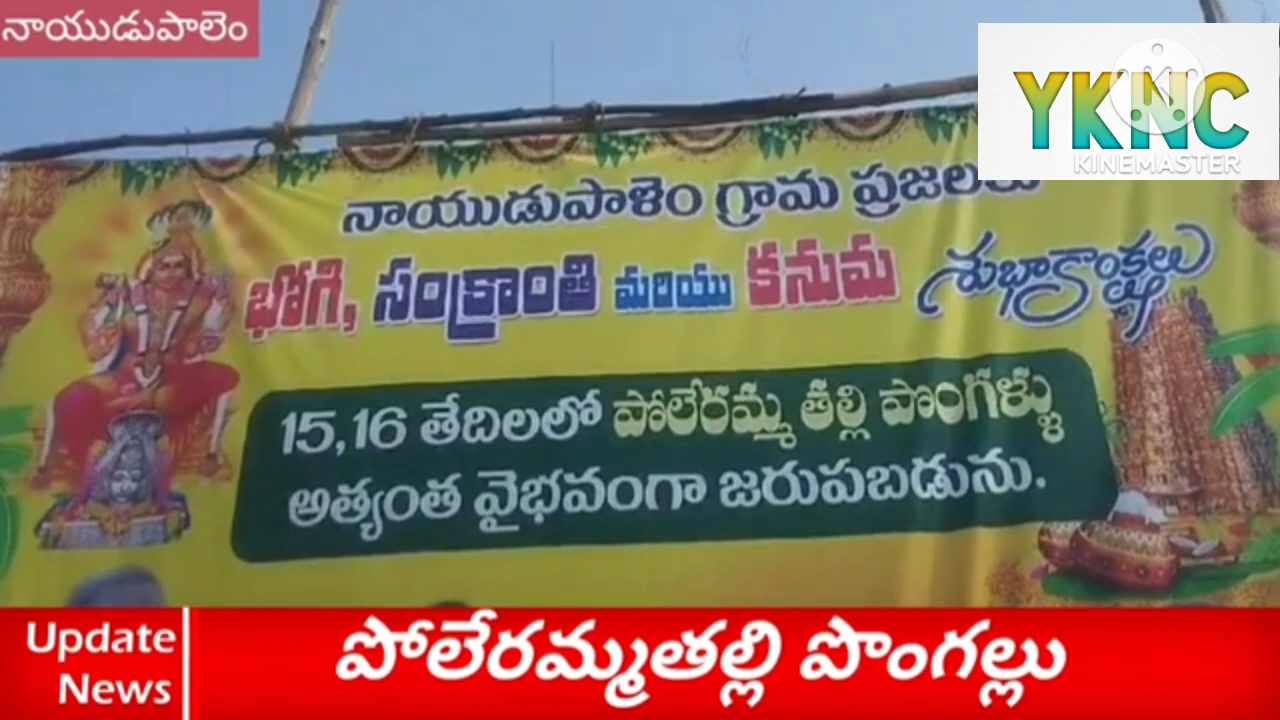 నాయుడుపాలెం
YKNC
KINEMASTER
నాయుడుపాళెం గ్రామ ప్రజలకు
భోగి, సంక్రాంతి మరియు కనుమ శుభాకాంక్షలు
15,16 తేదిలలో పోలేరమ్మ తల్లి పొంగళ్ళు
అత్యంత వైభవంగా జరుపబడును.
Update
News
పోలేరమ్మతల్లి పొంగల్లు